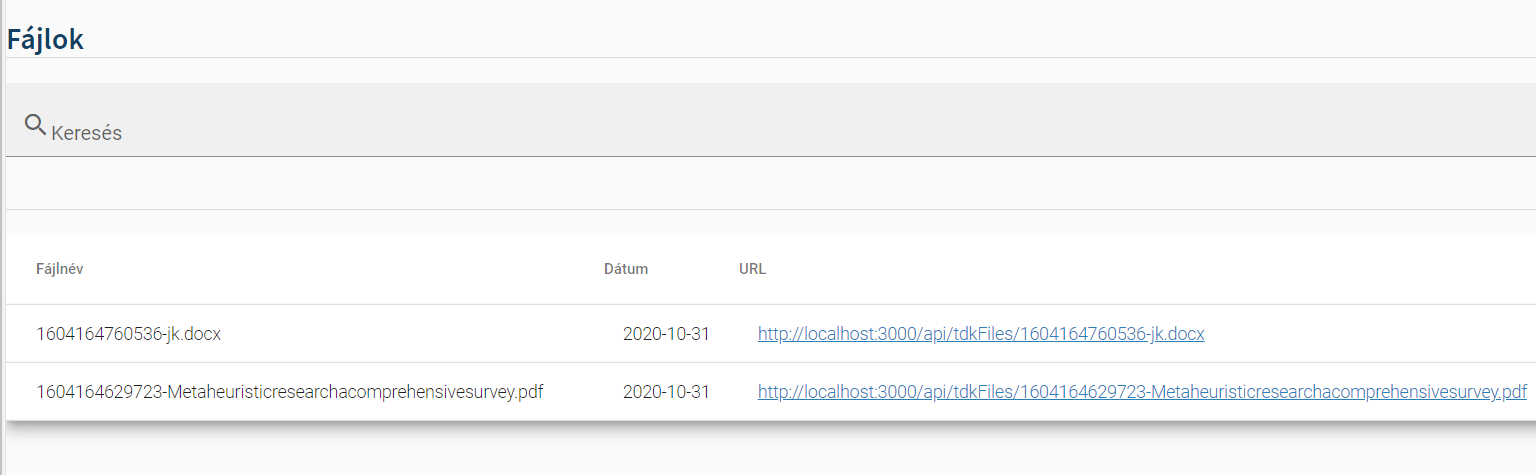 Fájlok
Keresés
Fájlnév Dátum URL
1604164760536-jk.docx 2020-10-31 http://localhost:3000/api/tdkFiles/1604164760536-jk.docx
1604164629723-Metaheuristicresearchacomprehensivesurvey.pdf 2020-10-31 http://localhost:3000/api/tdkFiles/1604164629723-Metaheuristicresearchacomprehensivesurvey.pdf